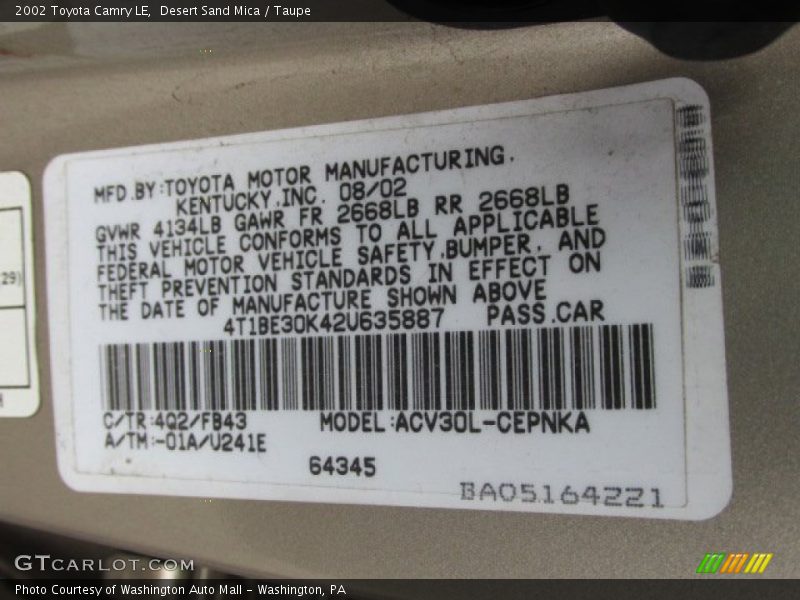 2002 Toyota Camry LE, Desert Sand Mica / Taupe
MFD.BY:TOYOTA MOTOR MANUFACTURING.
KENTUCKY,INC. 08/02
GVWR 4134LB GAWR FR 2668LB RR 2668LB
THIS VEHICLE CONFORMS TO ALL APPLICABLE
FEDERAL MOTOR VEHICLE SAFETY,BUMPER, AND
THEFT PREVENTION STANDARDS IN EFFECT ON
THE DATE OF MANUFACTURE SHOWN ABOVE
4T1BE30K42U635887 PASS.CAR
C/TR:4Q2/FB43 MODEL:ACV30L-CEPNKA
A/TM:-01A/U241E
64345
BA05164221
29)
GTCARLOT.COM
Photo Courtesy of Washington Auto Mall - Washington, PA